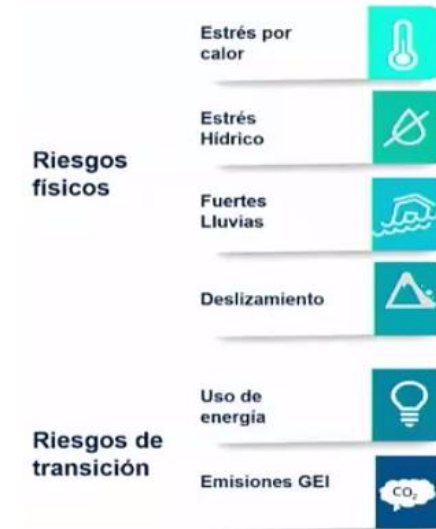 Riesgos
físicos
Estrés por
calor
Estrés
Hídrico
Fuertes
Lluvias
Deslizamiento
Riesgos de
transición
Uso de
energía
Emisiones GEI
CO₂